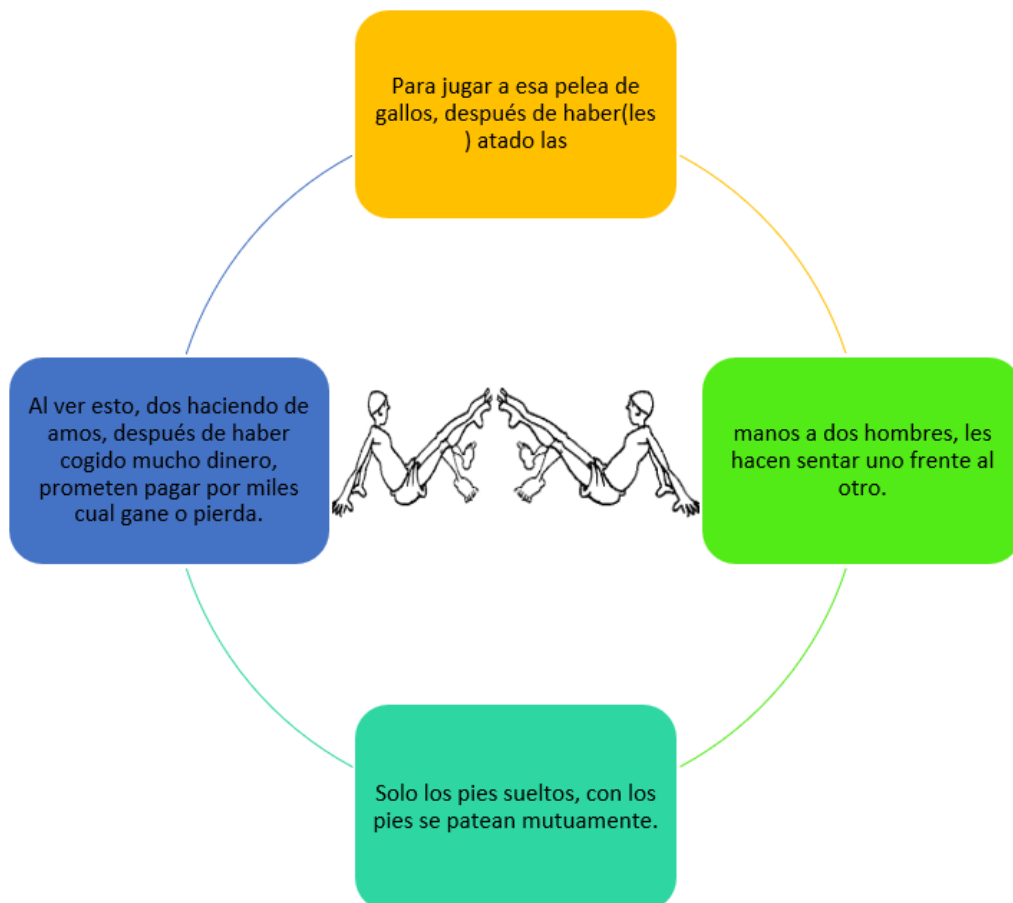 Para jugar a esa pelea de
gallos, después de haber(les
) atado las
manos a dos hombres, les
hacen sentar uno frente al
otro.
Solo los pies sueltos, con los
pies se patean mutuamente.
Al ver esto, dos haciendo de
amos, después de haber
cogido mucho dinero,
prometen pagar por miles
cual gane o pierda.